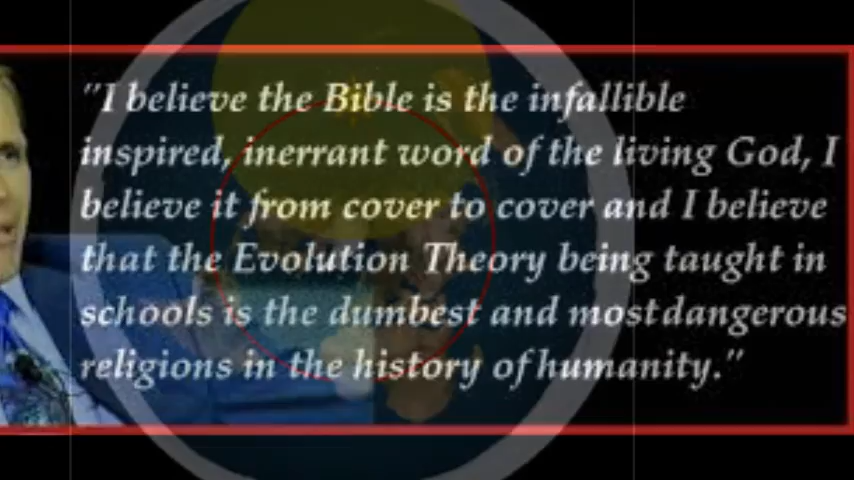 "I believe the Bible is the infallible
inspired, inerrant word of the living God, I
believe it from cover to cover and I believe
that the Evolution Theory being taught in
schools is the dumbest and most dangerous
religions in the history of humanity."